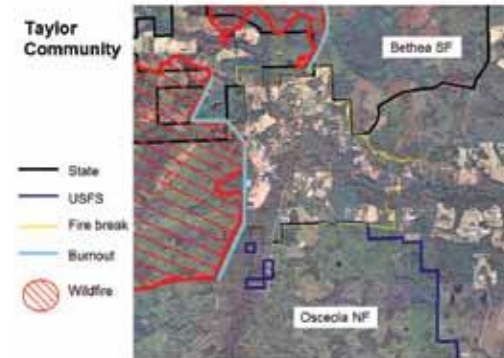 Taylor
Community
Bethea SF
State
USFS
Fire break
Burnout
Wildfire
Osceola NF